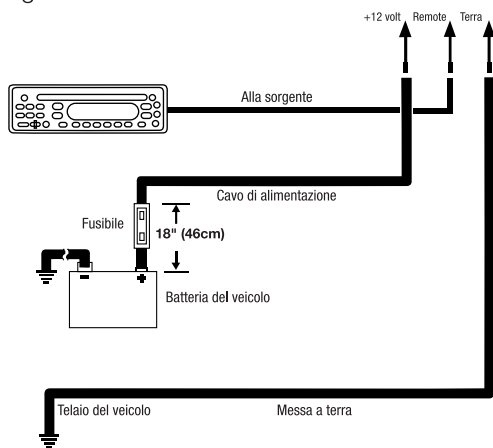 +12 volt Remote Terra
Alla sorgente
Cavo di alimentazione
Fusibile
18" (46cm)
- +
Batteria del veicolo
Telaio del veicolo Messa a terra